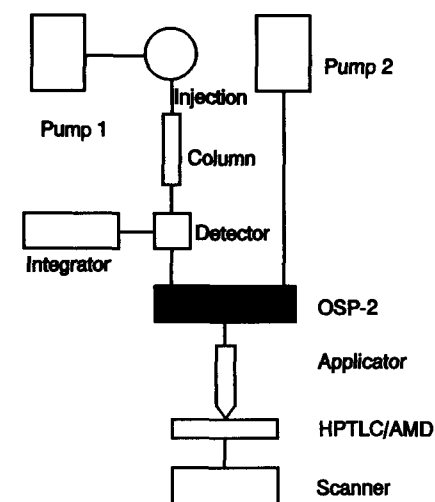 Pump 2
Injection
Pump 1
Column
Detector
Integrator
OSP-2
Applicator
HPTLC/AMD
Scanner